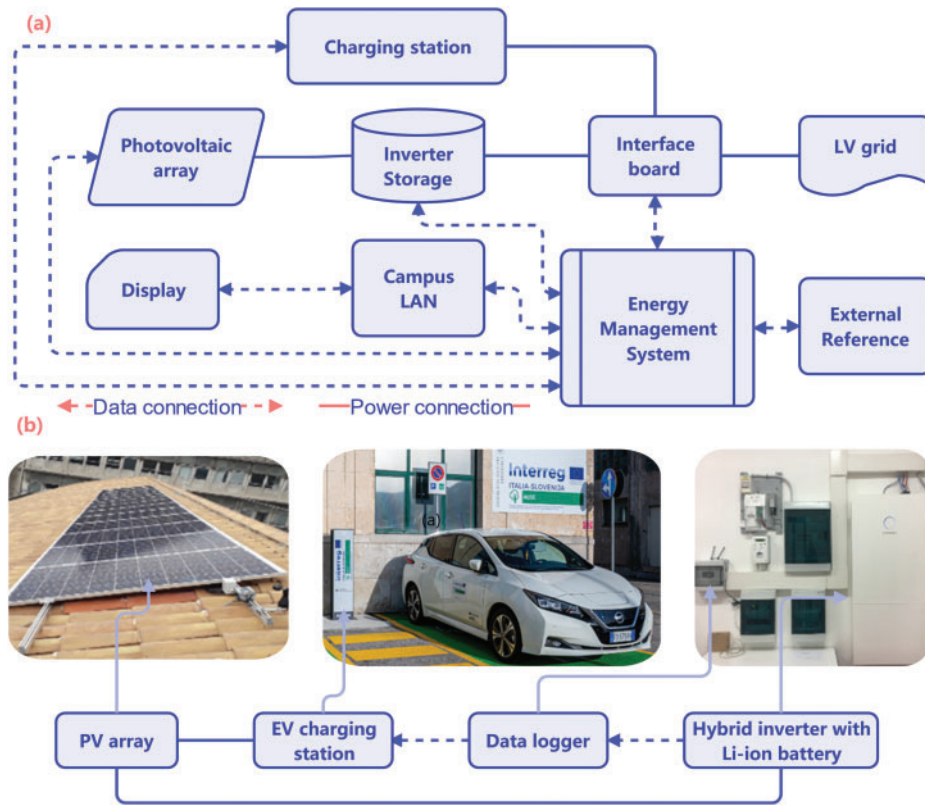 (a)
Charging station
Photovoltaic
array
Inverter
Storage
Interface
board
LV grid
Display
Campus
LAN
Energy
Management
System
External
Reference
Data connection
Power connection
(b)
Interreg
ITALIA-SLOVENIJA
(a)
Interreg
PV array
EV charging
station
Data logger
Hybrid inverter with
Li-ion battery